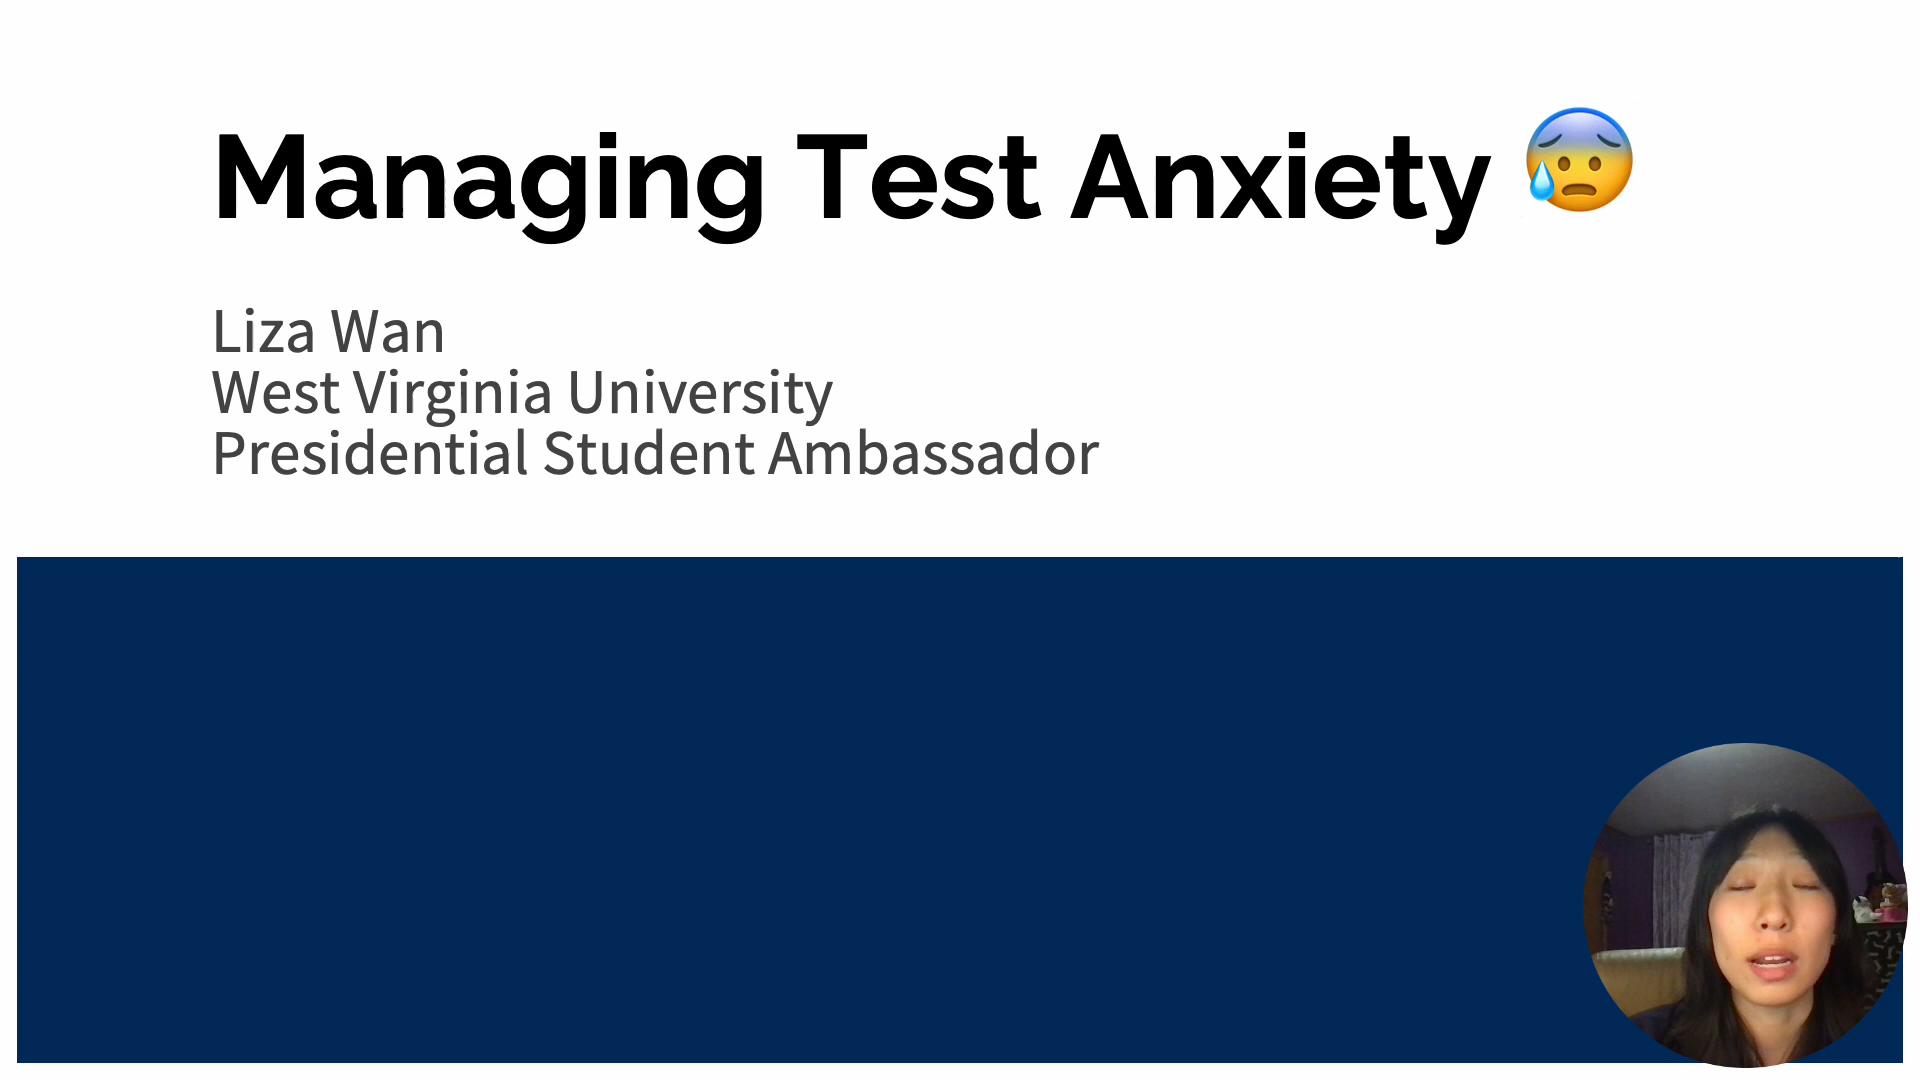 Managing Test Anxiety 😰
Liza Wan
West Virginia University
Presidential Student Ambassador